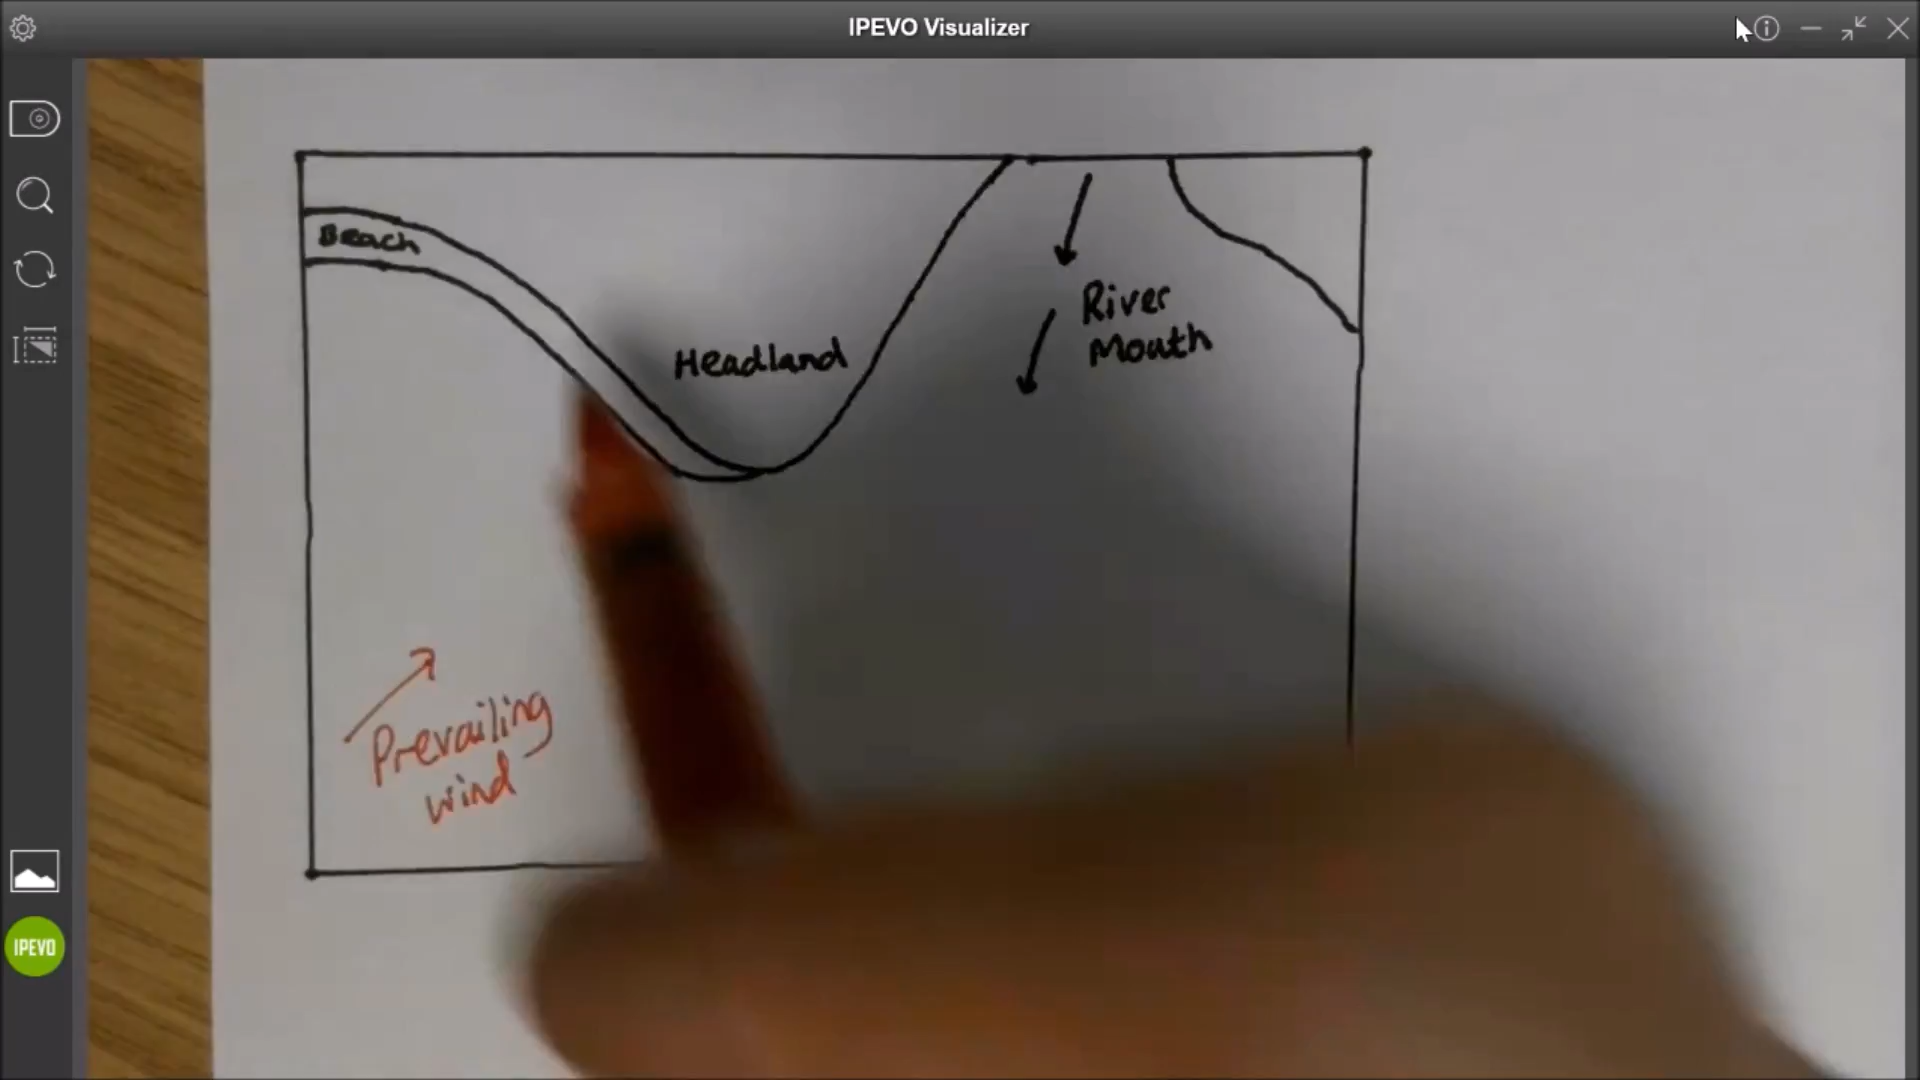 IPEVO Visualizer
Beach
Headland
River
Mouth
Prevailing
wind
IPEVO